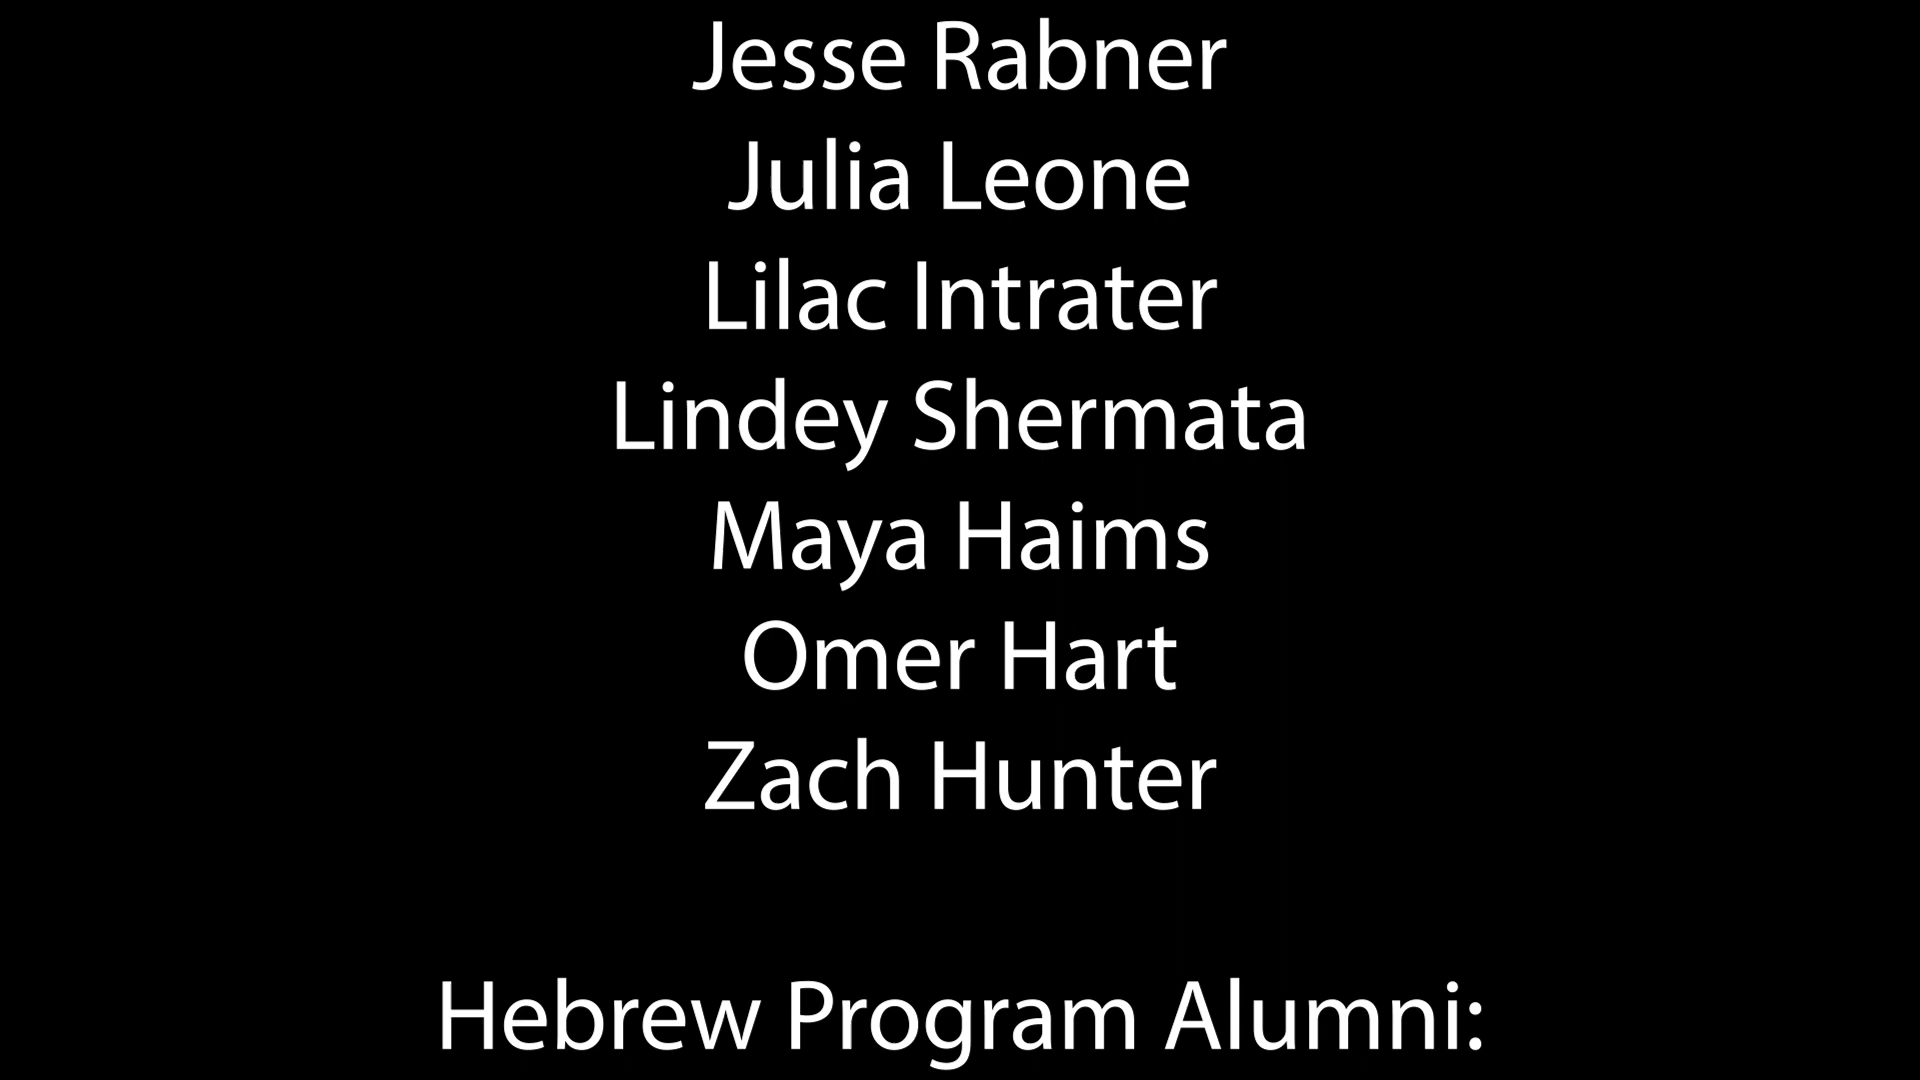 Jesse Rabner
Julia Leone
Lilac Intrater
Lindey Shermata
Maya Haims
Omer Hart
Zach Hunter
Hebrew Program Alumni: